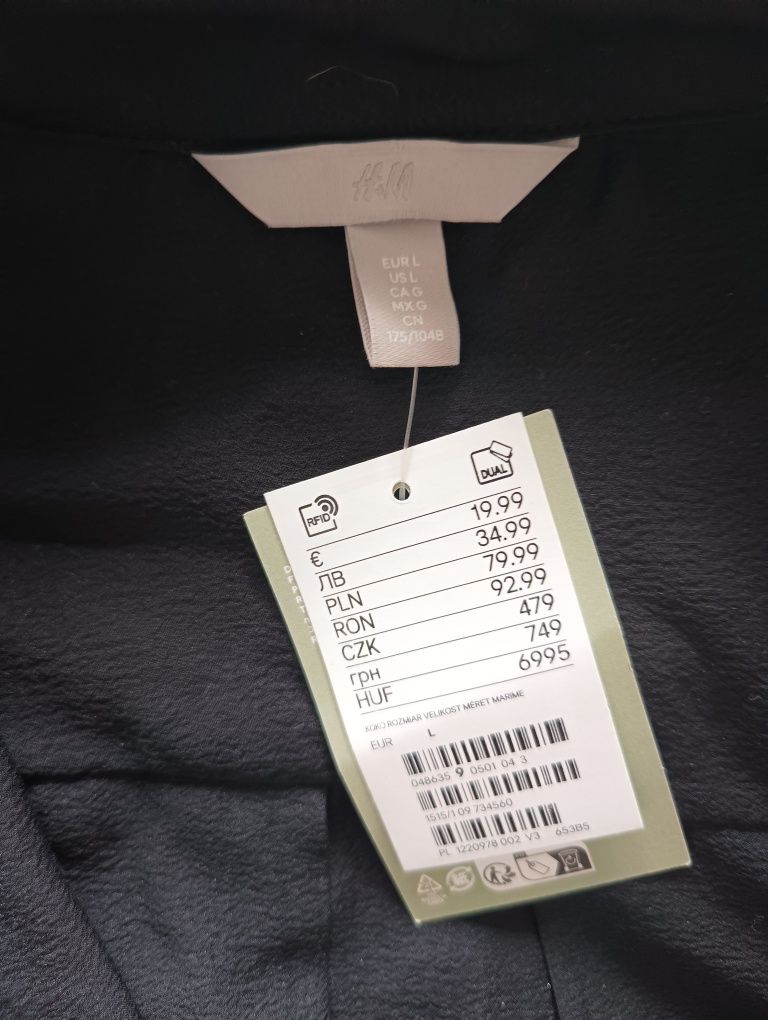 H&M
EUR L
US L
CA G
MX G
CN
175/104B
RFID
DUAL
€ 19.99
ЛВ 34.99
PLN 79.99
RON 92.99
CZK 479
грн 749
HUF 6995
ROZMIAR VELIKOST MÉRET MARIME
EUR L
048635 9 0501 04 3
1515/1 09 734560
PL 1220978 002 V3 653B5